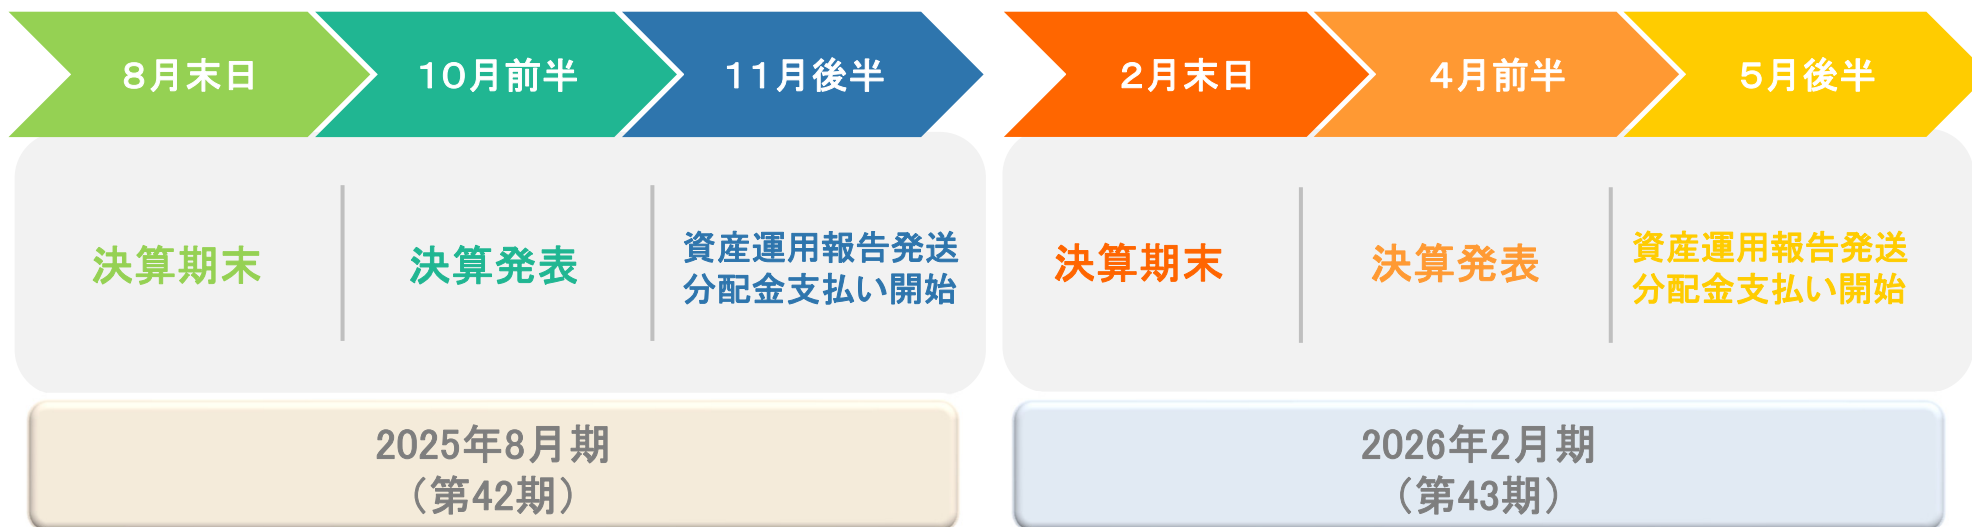 8月末日
10月前半
11月後半
決算期末
決算発表
資産運用報告発送
分配金支払い開始
2025年8月期
（第42期）
2月末日
4月前半
5月後半
決算期末
決算発表
資産運用報告発送
分配金支払い開始
2026年2月期
（第43期）